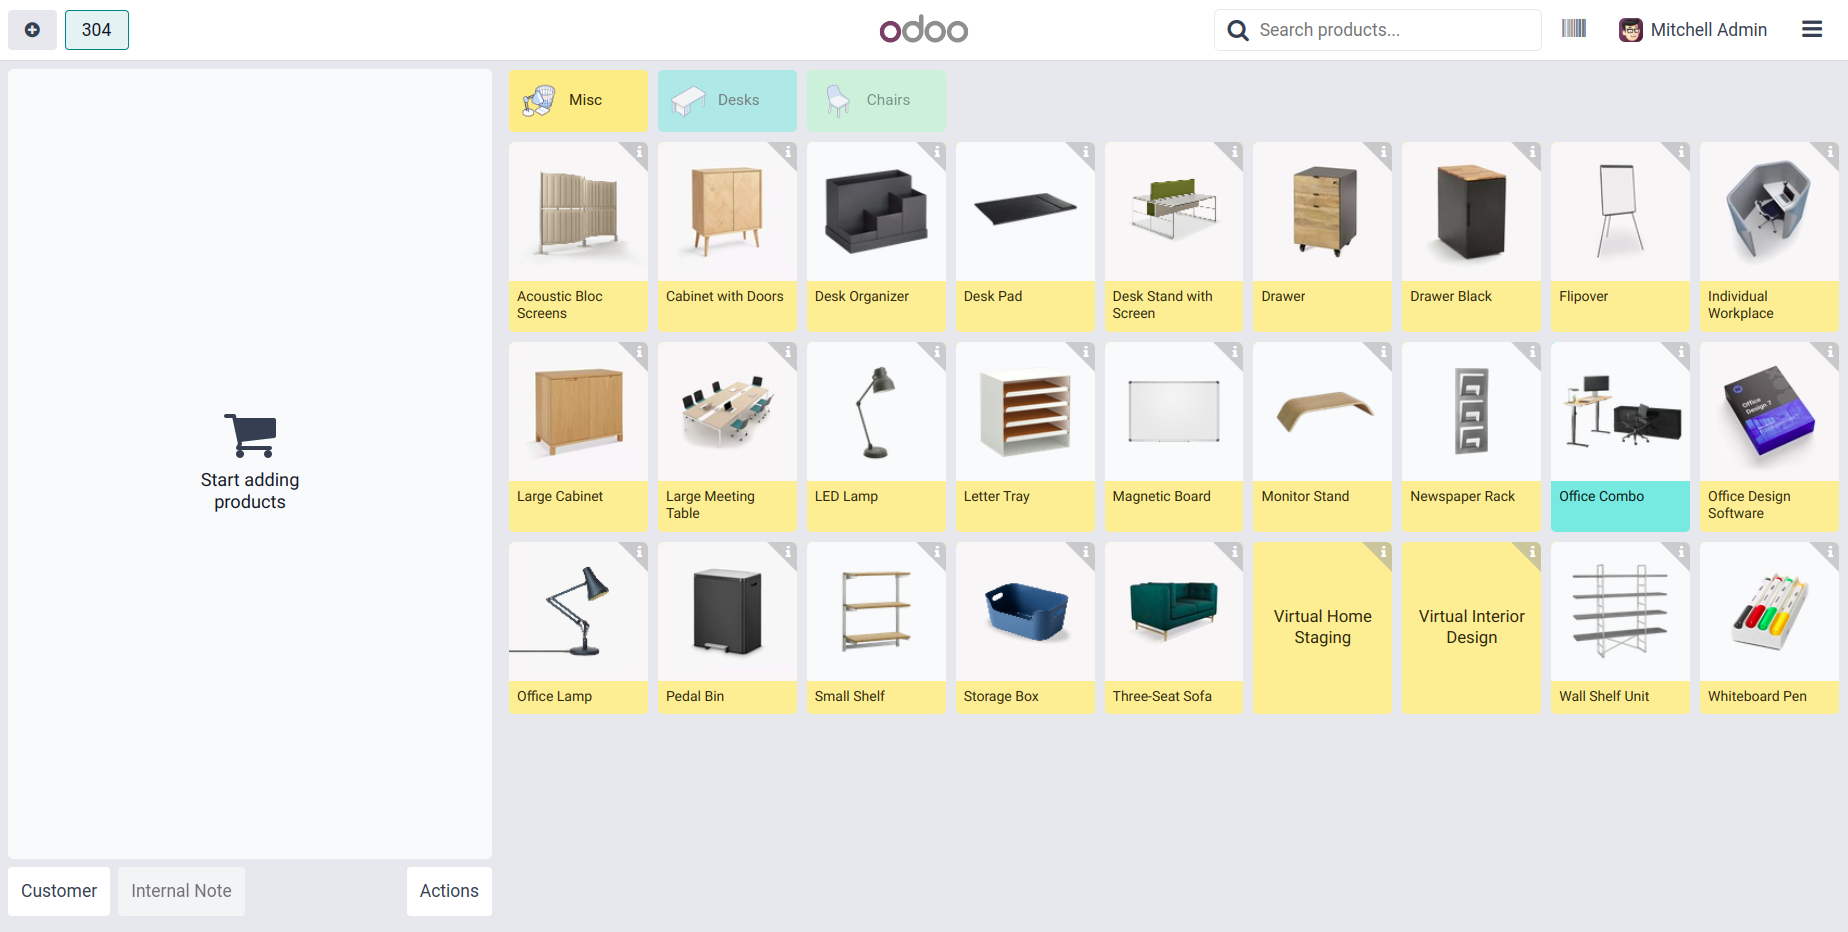 304
odoo
Search products...
Mitchell Admin
Misc
Desks
Chairs
Start adding
products
Acoustic Bloc
Screens
Cabinet with Doors
Desk Organizer
Desk Pad
Desk Stand with
Screen
Drawer
Drawer Black
Flipover
Individual
Workplace
Large Cabinet
Large Meeting
Table
LED Lamp
Letter Tray
Magnetic Board
Monitor Stand
Newspaper Rack
Office Combo
Office
Design 7
Office Design
Software
Office Lamp
Pedal Bin
Small Shelf
Storage Box
Three-Seat Sofa
Virtual Home
Staging
Virtual Interior
Design
Wall Shelf Unit
Whiteboard Pen
Customer
Internal Note
Actions